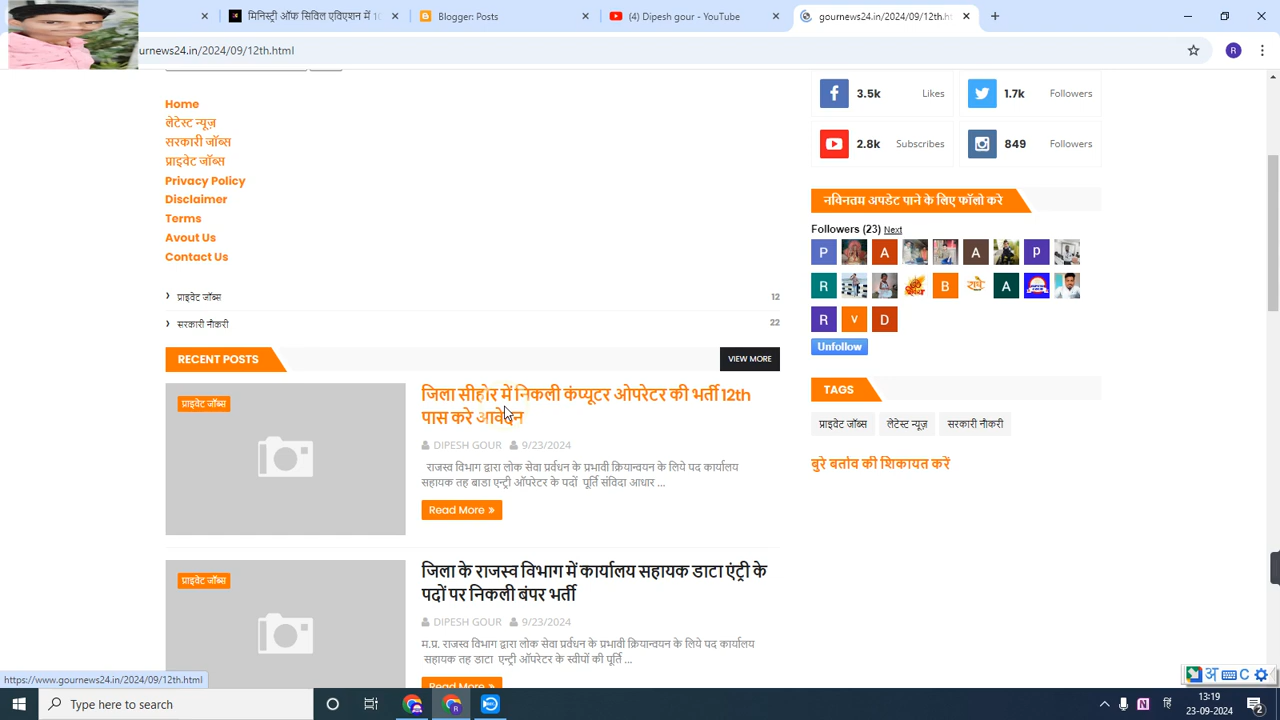 मिनिस्ट्री ऑफ सिविल एविएशन में 1
Blogger: Posts
(4) Dipesh gour - YouTube
gournews24.in/2024/09/12th.h
urnews24.in/2024/09/12th.html
R
Home
लेटेस्ट न्यूज़
सरकारी जॉब्स
प्राइवेट जॉब्स
Privacy Policy
Disclaimer
Terms
Avout Us
Contact Us
प्राइवेट जॉब्स 12
सरकारी नौकरी 22
RECENT POSTS
VIEW MORE
प्राइवेट जॉब्स
जिला सीहोर में निकली कंप्यूटर ओपरेटर की भर्ती 12th
पास करे आवेदन
DIPESH GOUR 9/23/2024
राजस्व विभाग द्वारा लोक सेवा प्रर्वधन के प्रभावी क्रियान्वयन के लिये पद कार्यालय
सहायक तह बाडा एन्ट्री ऑपरेटर के पदों पूर्ति संविदा आधार ...
Read More »
प्राइवेट जॉब्स
जिला के राजस्व विभाग में कार्यालय सहायक डाटा एंट्री के
पदों पर निकली बंपर भर्ती
DIPESH GOUR 9/23/2024
म.प्र. राजस्व विभाग द्वारा लोक सेवा प्रर्वधन के प्रभावी क्रियान्वयन के लिये पद कार्यालय
सहायक तह डाटा एन्ट्री ऑपरेटर के स्वीपों की पूर्ति ...
Read More »
3.5k Likes
1.7k Followers
2.8k Subscribes
849 Followers
नविनतम अपडेट पाने के लिए फॉलो करे
Followers (23) Next
P A A p
R B राधे A
R v D
Unfollow
TAGS
प्राइवेट जॉब्स लेटेस्ट न्यूज़ सरकारी नौकरी
बुरे बर्ताव की शिकायत करें
https://www.gournews24.in/2024/09/12th.html
अ C
Type here to search
R
13:19
23-09-2024